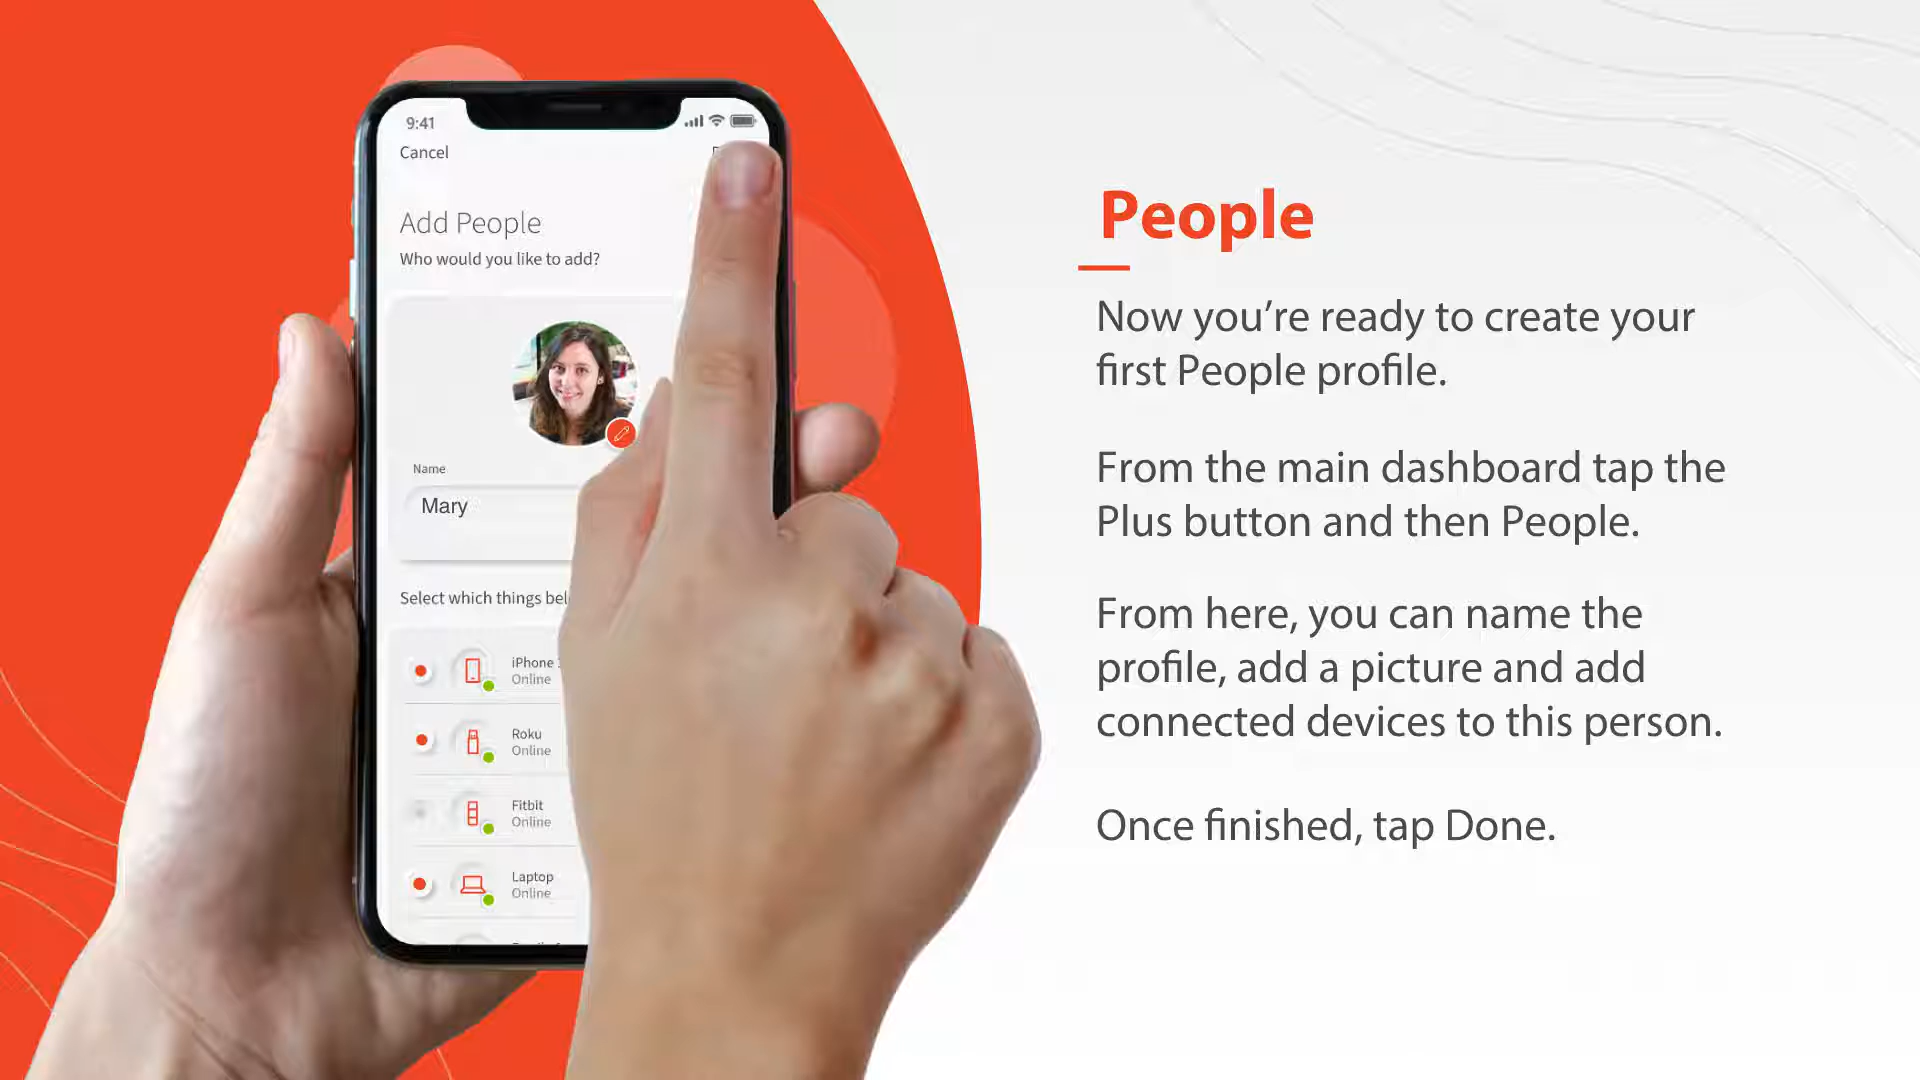 9:41
Cancel
Add People
Who would you like to add?
Name
Mary
Select which things
iPhone
Online
Roku
Online
Fitbit
Online
Laptop
Online
People
Now you’re ready to create your
first People profile.
From the main dashboard tap the
Plus button and then People.
From here, you can name the
profile, add a picture and add
connected devices to this person.
Once finished, tap Done.